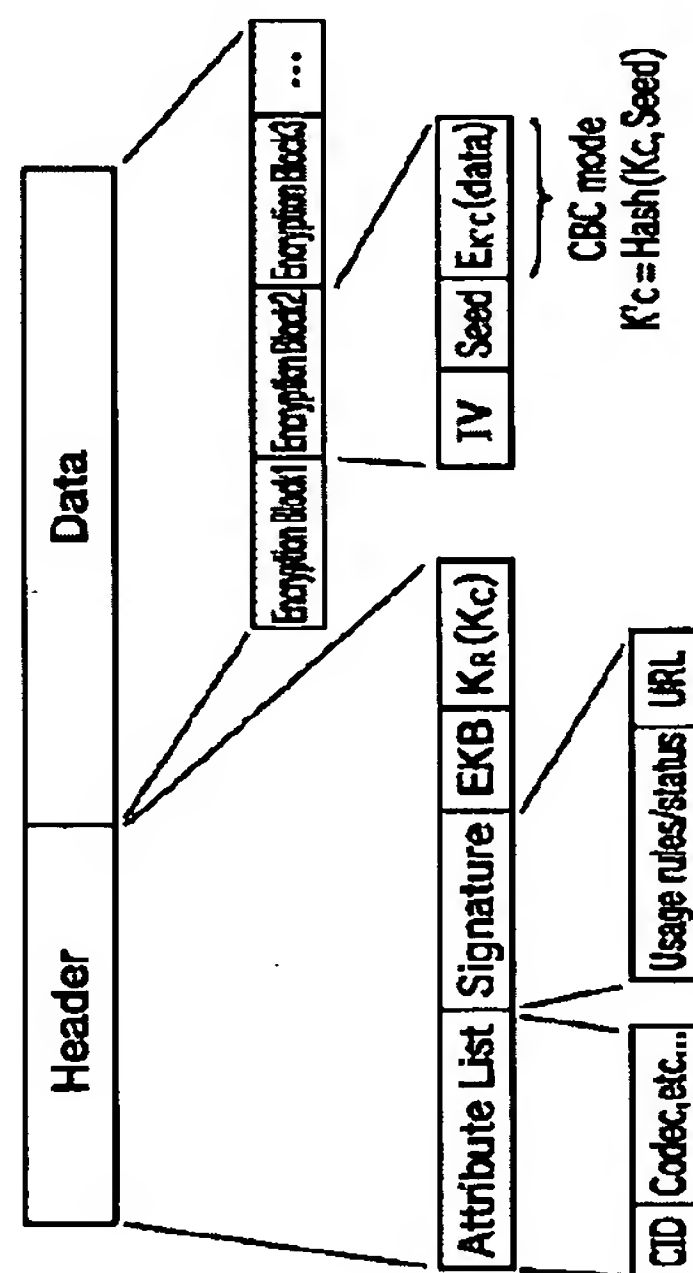 Header Data
Encryption Block1 Encryption Block2 Encryption Block3 ...
Attribute List Signature EKB KR(Kc)
IV Seed EK'c(data)
CID Codec,etc...
Usage rules/status URL
CBC mode
K'c=Hash(Kc,Seed)